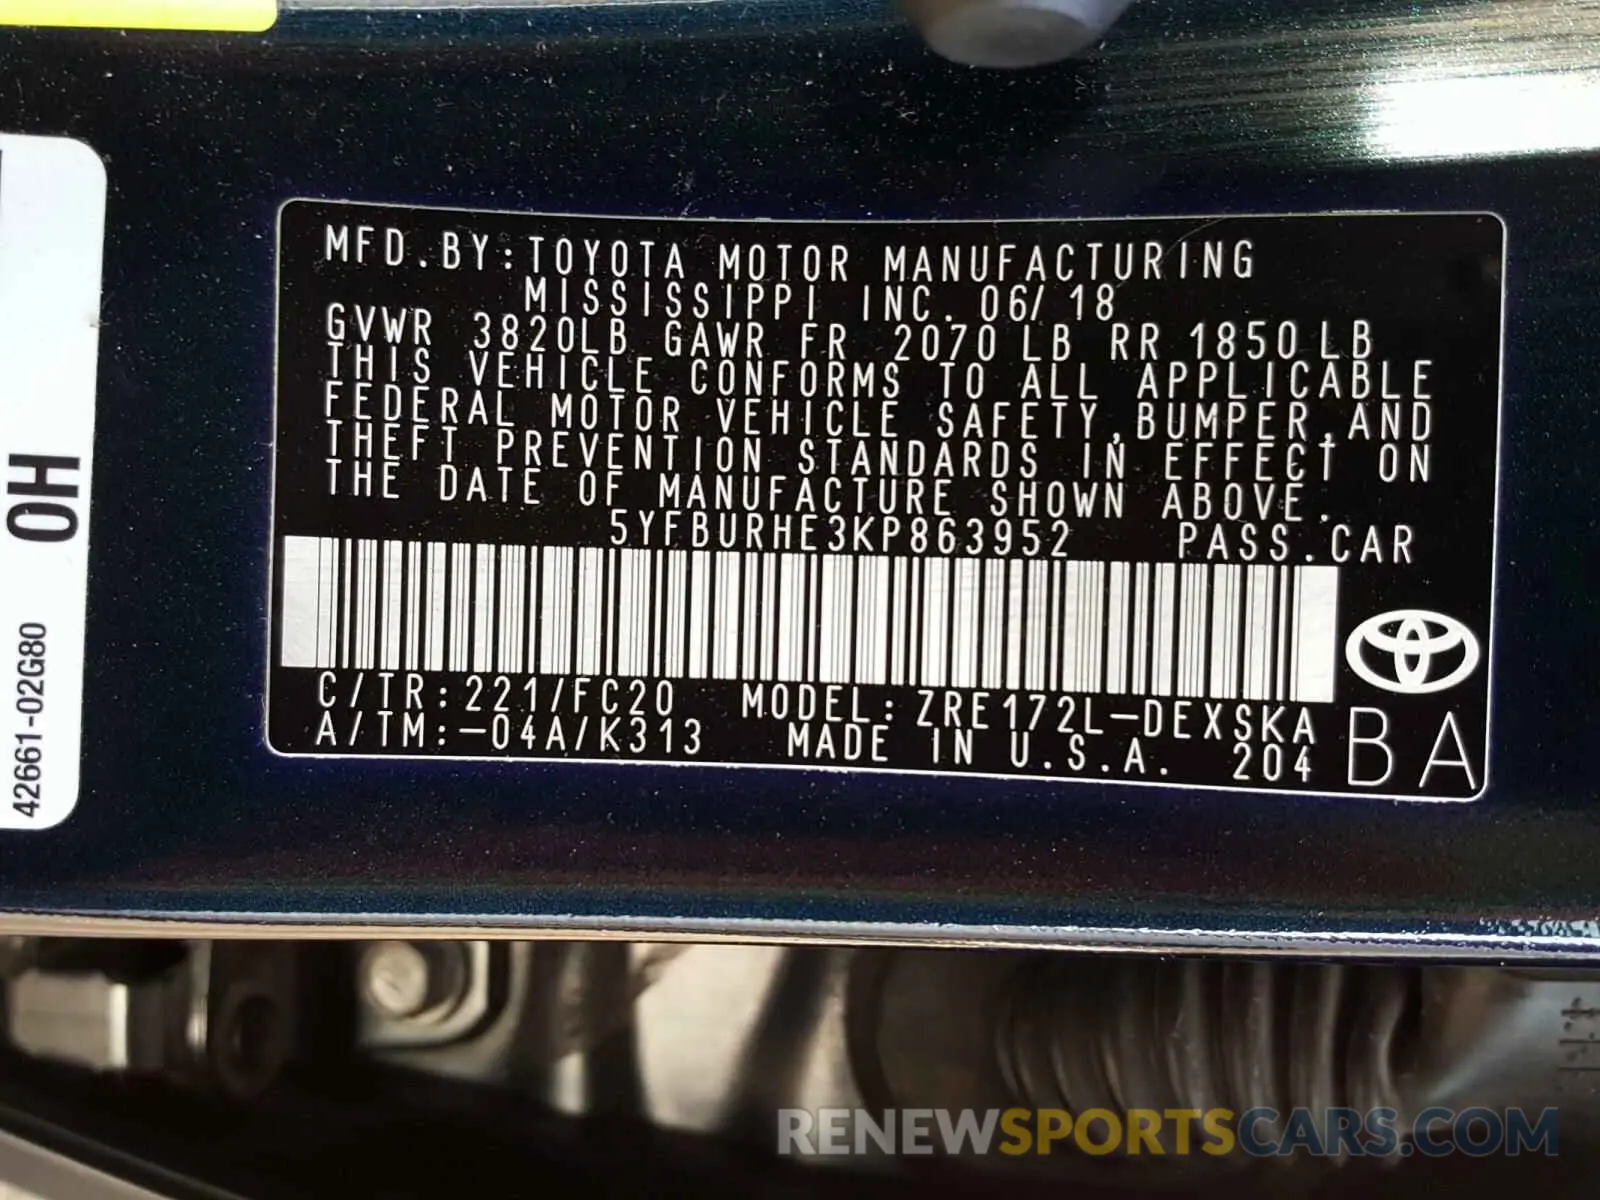 MFD.BY:TOYOTA MOTOR MANUFACTURING
MISSISSIPPI INC. 06/18
GVWR 3820LB GAWR FR 2070LB RR 1850LB
THIS VEHICLE CONFORMS TO ALL APPLICABLE
FEDERAL MOTOR VEHICLE SAFETY,BUMPER,AND
THEFT PREVENTION STANDARDS IN EFFECT ON
THE DATE OF MANUFACTURE SHOWN ABOVE.
5YFBURHE3KP863952 PASS.CAR
C/TR:221/FC20 MODEL:ZRE172L-DEXSKA
A/TM:-04A/K313 MADE IN U.S.A. 204
BA
0H
42661-02G80
RENEWSPORTSCARS.COM